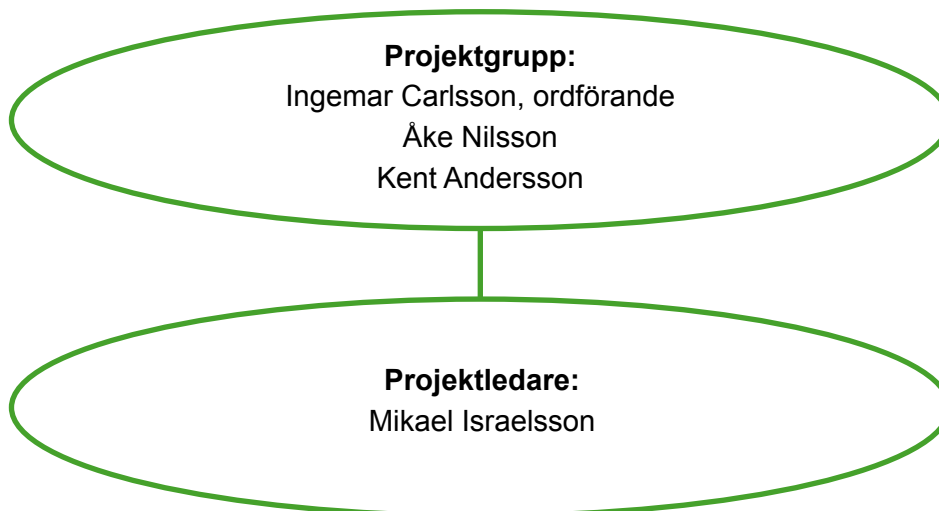 Projektgrupp:
Ingemar Carlsson, ordförande
Åke Nilsson
Kent Andersson
Projektledare:
Mikael Israelsson